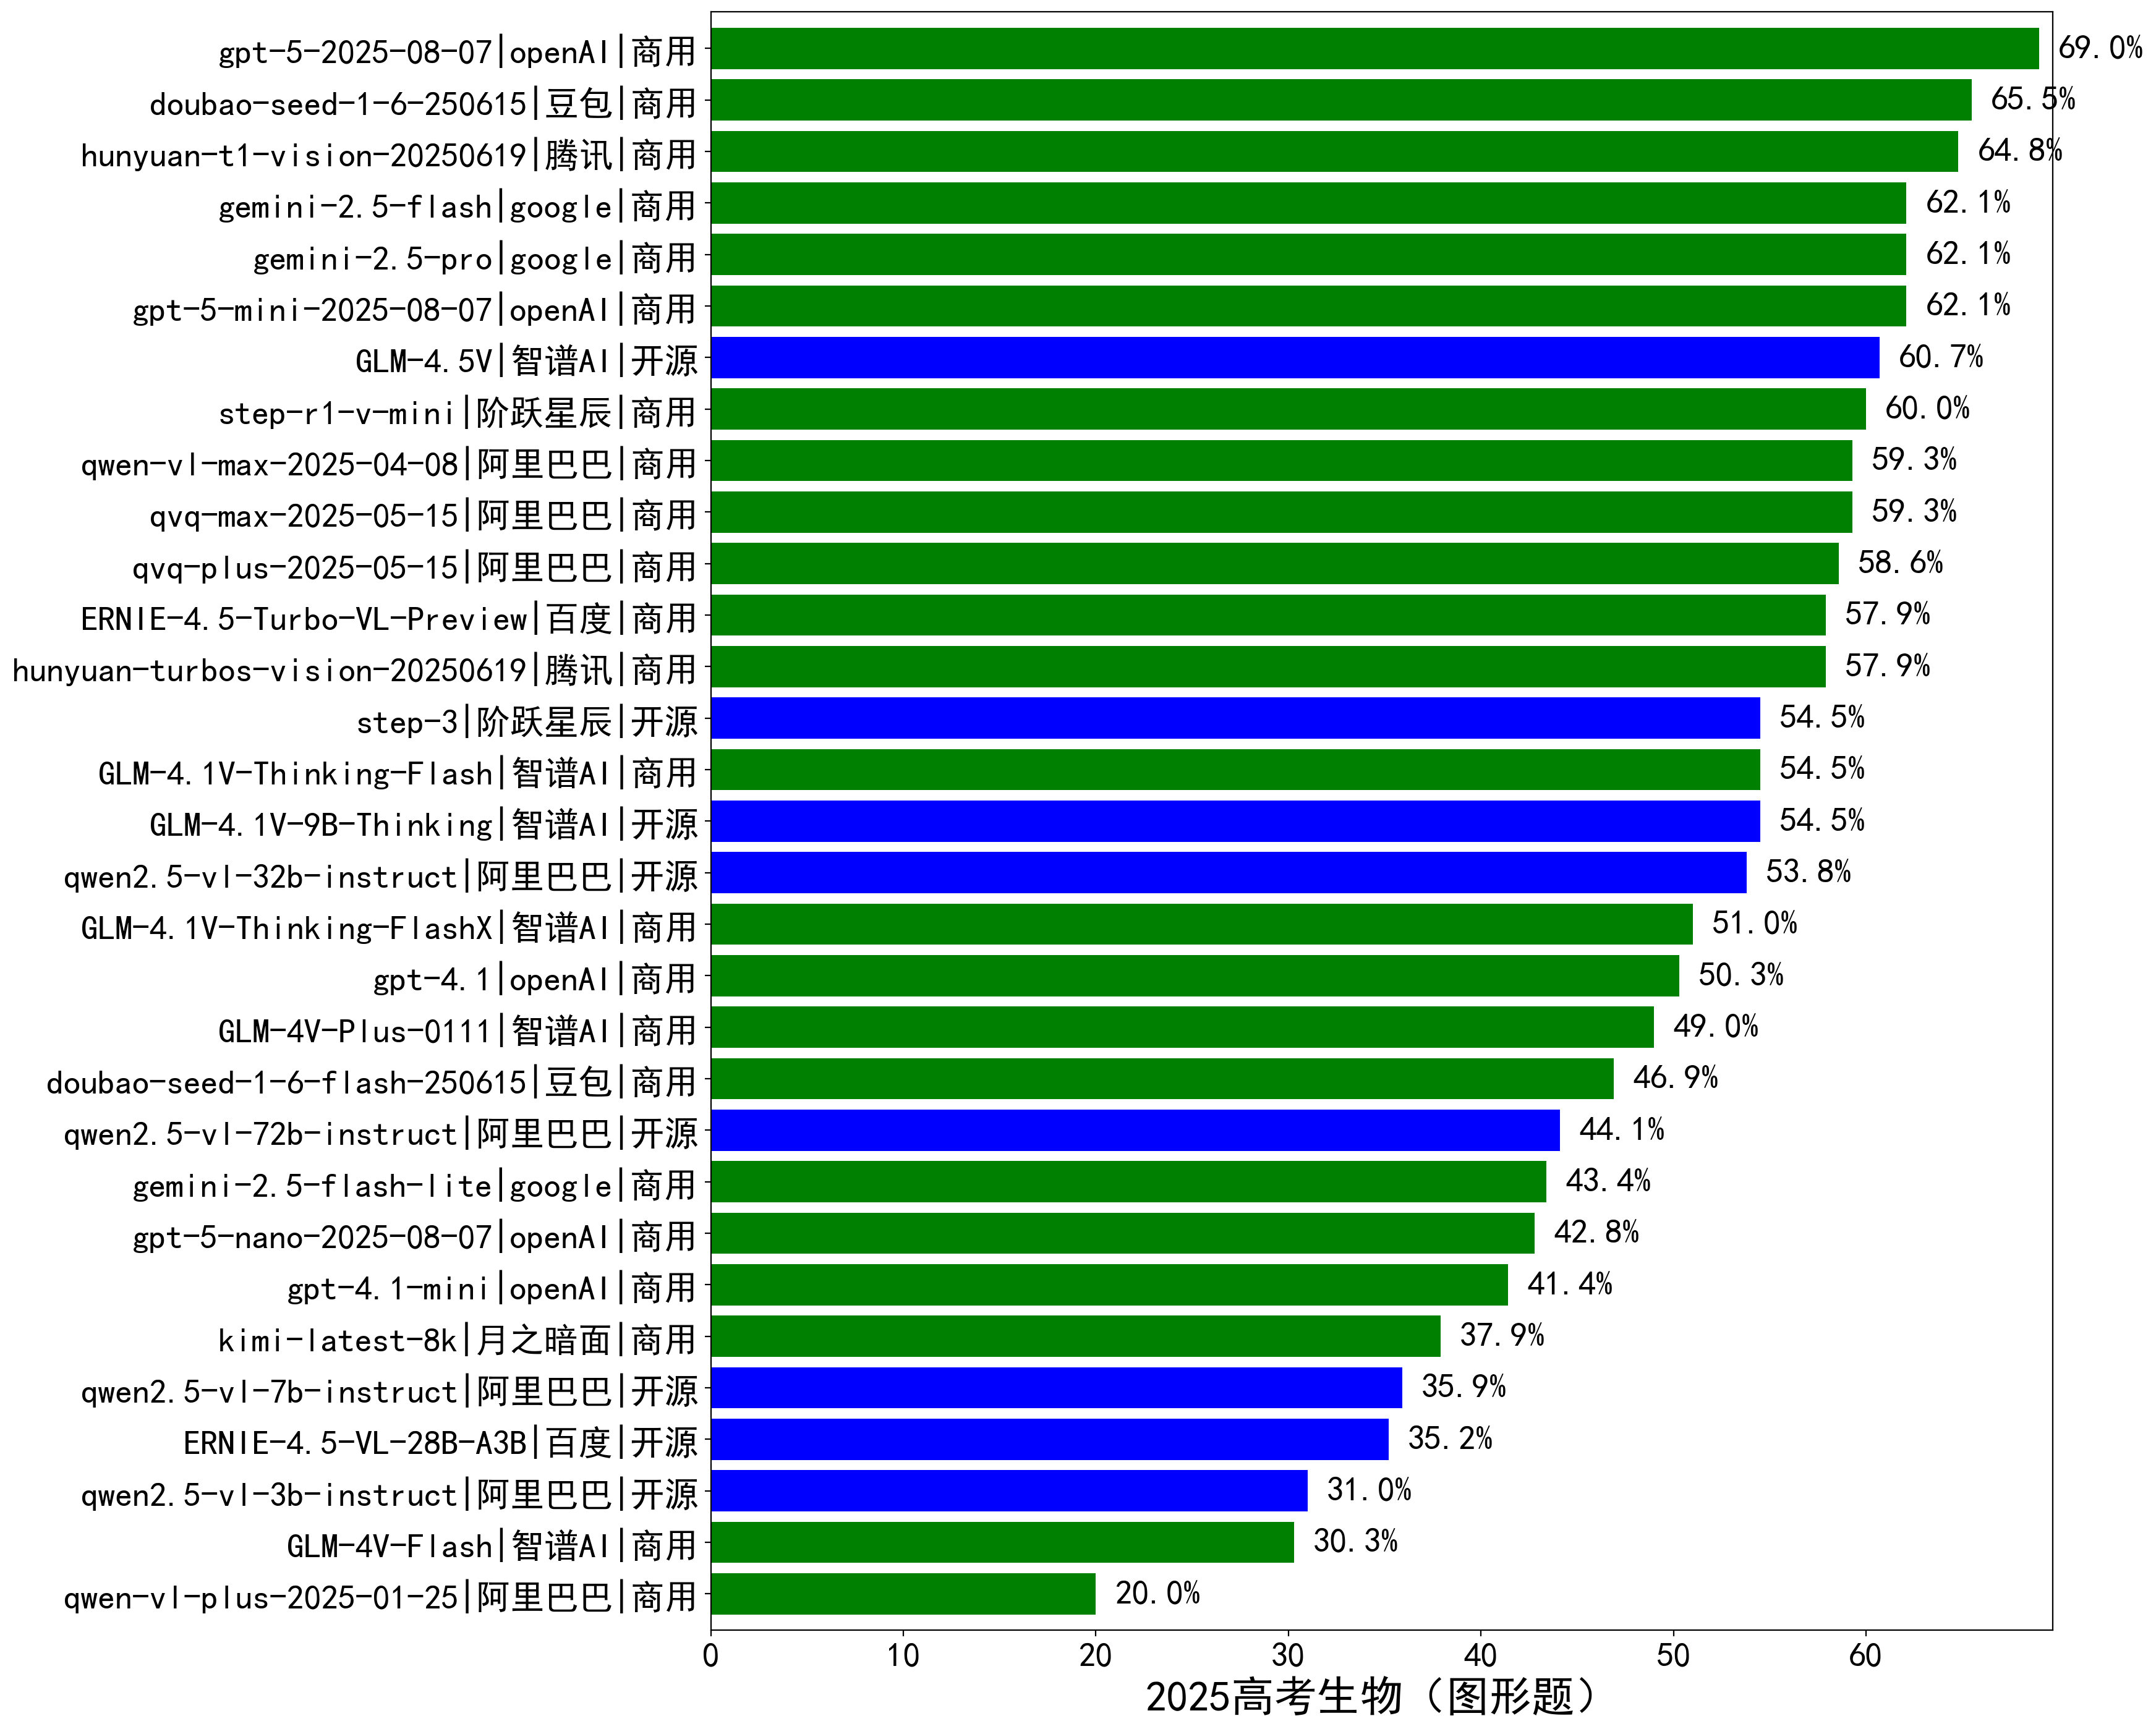 gpt-5-2025-08-07|openAI|商用 69.0%
doubao-seed-1-6-250615|豆包|商用 65.5%
hunyuan-t1-vision-20250619|腾讯|商用 64.8%
gemini-2.5-flash|google|商用 62.1%
gemini-2.5-pro|google|商用 62.1%
gpt-5-mini-2025-08-07|openAI|商用 62.1%
GLM-4.5V|智谱AI|开源 60.7%
step-r1-v-mini|阶跃星辰|商用 60.0%
qwen-vl-max-2025-04-08|阿里巴巴|商用 59.3%
qvq-max-2025-05-15|阿里巴巴|商用 59.3%
qvq-plus-2025-05-15|阿里巴巴|商用 58.6%
ERNIE-4.5-Turbo-VL-Preview|百度|商用 57.9%
hunyuan-turbos-vision-20250619|腾讯|商用 57.9%
step-3|阶跃星辰|开源 54.5%
GLM-4.1V-Thinking-Flash|智谱AI|商用 54.5%
GLM-4.1V-9B-Thinking|智谱AI|开源 54.5%
qwen2.5-vl-32b-instruct|阿里巴巴|开源 53.8%
GLM-4.1V-Thinking-FlashX|智谱AI|商用 51.0%
gpt-4.1|openAI|商用 50.3%
GLM-4V-Plus-0111|智谱AI|商用 49.0%
doubao-seed-1-6-flash-250615|豆包|商用 46.9%
qwen2.5-vl-72b-instruct|阿里巴巴|开源 44.1%
gemini-2.5-flash-lite|google|商用 43.4%
gpt-5-nano-2025-08-07|openAI|商用 42.8%
gpt-4.1-mini|openAI|商用 41.4%
kimi-latest-8k|月之暗面|商用 37.9%
qwen2.5-vl-7b-instruct|阿里巴巴|开源 35.9%
ERNIE-4.5-VL-28B-A3B|百度|开源 35.2%
qwen2.5-vl-3b-instruct|阿里巴巴|开源 31.0%
GLM-4V-Flash|智谱AI|商用 30.3%
qwen-vl-plus-2025-01-25|阿里巴巴|商用 20.0%
0 10 20 30 40 50 60
2025高考生物（图形题）